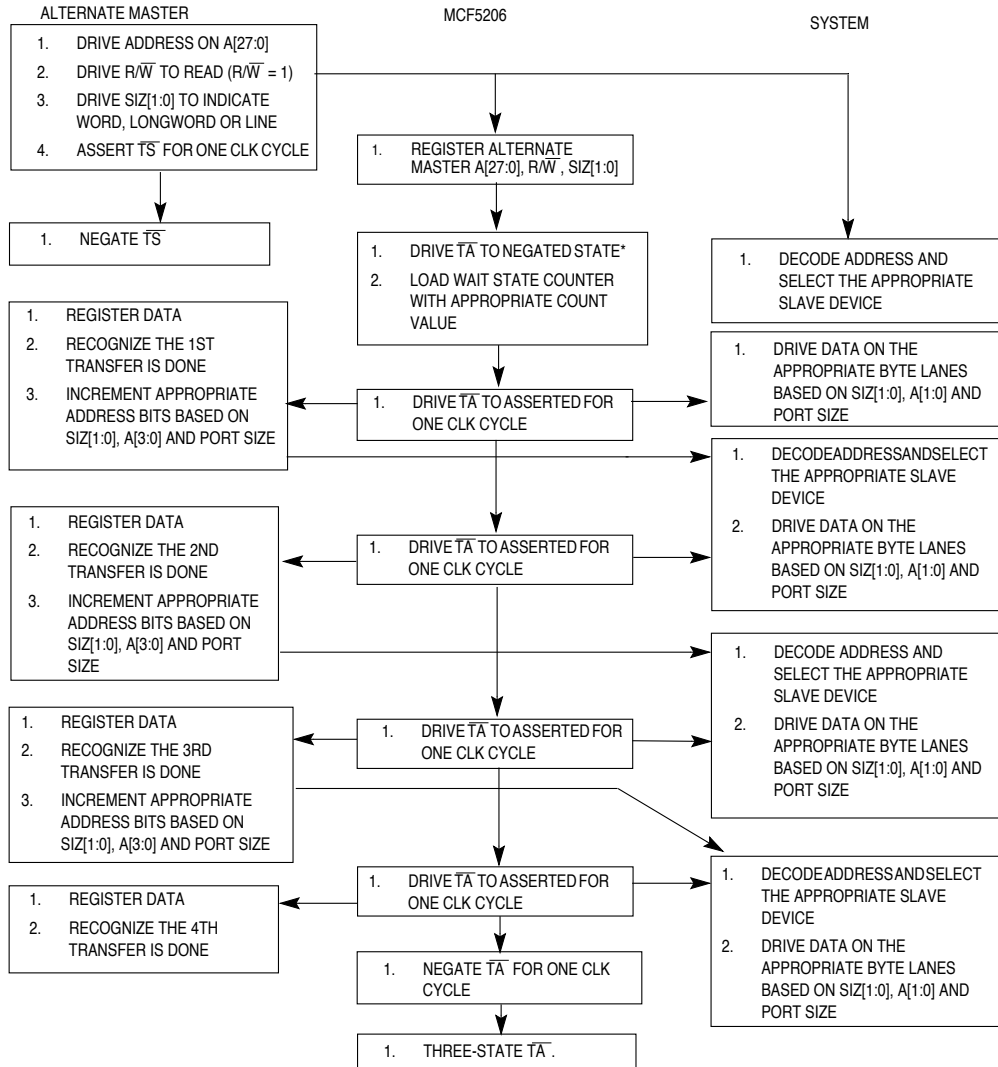 ALTERNATE MASTER
1. DRIVE ADDRESS ON A[27:0]
2. DRIVE R/W̅ TO READ (R/W̅ = 1)
3. DRIVE SIZ[1:0] TO INDICATE
WORD, LONGWORD OR LINE
4. ASSERT T̅S̅ FOR ONE CLK CYCLE
1. NEGATE T̅S̅
1. REGISTER DATA
2. RECOGNIZE THE 1ST
TRANSFER IS DONE
3. INCREMENT APPROPRIATE
ADDRESS BITS BASED ON
SIZ[1:0], A[3:0] AND PORT SIZE
1. REGISTER DATA
2. RECOGNIZE THE 2ND
TRANSFER IS DONE
3. INCREMENT APPROPRIATE
ADDRESS BITS BASED ON
SIZ[1:0], A[3:0] AND PORT
SIZE
1. REGISTER DATA
2. RECOGNIZE THE 3RD
TRANSFER IS DONE
3. INCREMENT APPROPRIATE
ADDRESS BITS BASED ON
SIZ[1:0], A[3:0] AND PORT SIZE
1. REGISTER DATA
2. RECOGNIZE THE 4TH
TRANSFER IS DONE
MCF5206
1. REGISTER ALTERNATE
MASTER A[27:0], R/W̅, SIZ[1:0]
1. DRIVE T̅A̅ TO NEGATED STATE*
2. LOAD WAIT STATE COUNTER
WITH APPROPRIATE COUNT
VALUE
1. DRIVE T̅A̅ TO ASSERTED FOR
ONE CLK CYCLE
1. DRIVE T̅A̅ TO ASSERTED FOR
ONE CLK CYCLE
1. DRIVE T̅A̅ TO ASSERTED FOR
ONE CLK CYCLE
1. DRIVE T̅A̅ TO ASSERTED FOR
ONE CLK CYCLE
1. NEGATE T̅A̅ FOR ONE CLK
CYCLE
1. THREE-STATE T̅A̅ .
SYSTEM
1. DECODE ADDRESS AND
SELECT THE APPROPRIATE
SLAVE DEVICE
1. DRIVE DATA ON THE
APPROPRIATE BYTE LANES
BASED ON SIZ[1:0], A[1:0] AND
PORT SIZE
1. DECODE ADDRESS AND SELECT
THE APPROPRIATE SLAVE
DEVICE
2. DRIVE DATA ON THE
APPROPRIATE BYTE LANES
BASED ON SIZ[1:0], A[1:0] AND
PORT SIZE
1. DECODE ADDRESS AND
SELECT THE APPROPRIATE
SLAVE DEVICE
2. DRIVE DATA ON THE
APPROPRIATE BYTE LANES
BASED ON SIZ[1:0], A[1:0] AND
PORT SIZE
1. DECODE ADDRESS AND SELECT
THE APPROPRIATE SLAVE
DEVICE
2. DRIVE DATA ON THE
APPROPRIATE BYTE LANES
BASED ON SIZ[1:0], A[1:0] AND
PORT SIZE